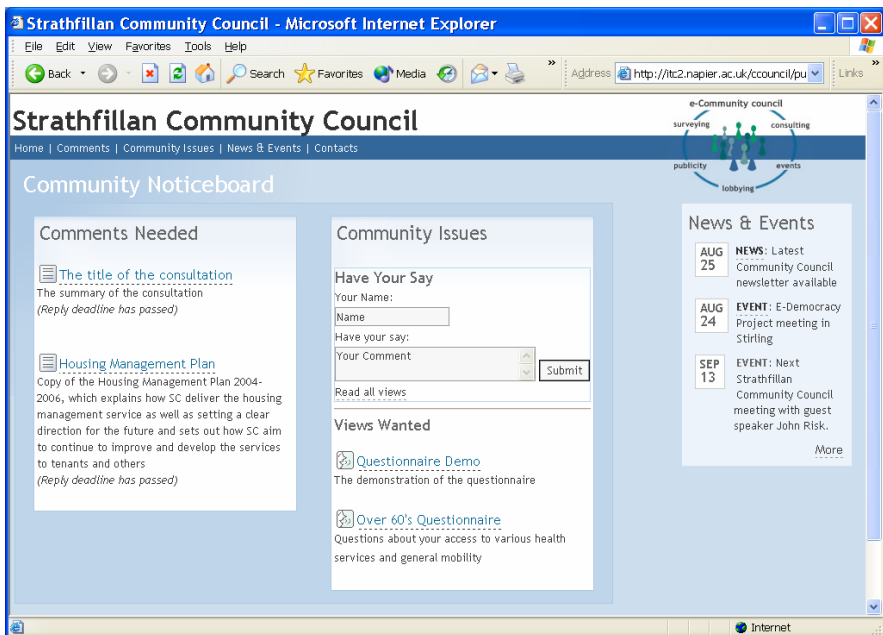 Strathfillan Community Council - Microsoft Internet Explorer
File Edit View Favorites Tools Help
Back Search Favorites Media » Address http://itc2.napier.ac.uk/ccouncil/pu Links »
Strathfillan Community Council
Home | Comments | Community Issues | News & Events | Contacts
e-Community council
surveying
consulting
publicity
events
lobbying
Community Noticeboard
Comments Needed
The title of the consultation
The summary of the consultation
(Reply deadline has passed)
Housing Management Plan
Copy of the Housing Management Plan 2004-
2006, which explains how SC deliver the housing
management service as well as setting a clear
direction for the future and sets out how SC aim
to continue to improve and develop the services
to tenants and others
(Reply deadline has passed)
Community Issues
Have Your Say
Your Name:
Name
Have your say:
Your Comment
Submit
Read all views
Views Wanted
Questionnaire Demo
The demonstration of the questionnaire
Over 60's Questionnaire
Questions about your access to various health
services and general mobility
News & Events
AUG
25
NEWS: Latest
Community Council
newsletter available
AUG
24
EVENT: E-Democracy
Project meeting in
Stirling
SEP
13
EVENT: Next
Strathfillan
Community Council
meeting with guest
speaker John Risk.
More
Internet